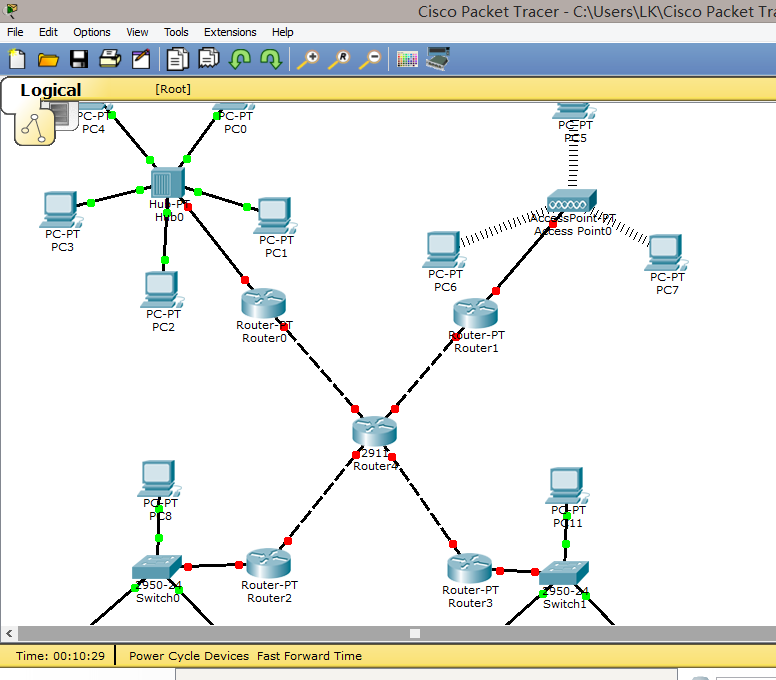 Cisco Packet Tracer - C:\Users\LK\Cisco Packet Tra
File Edit Options View Tools Extensions Help
Logical [Root]
PC-PT
PC4
PC-PT
PC0
PC-PT
PC5
Hub-PT
Hub0
PC-PT
PC3
PC-PT
PC1
AccessPoint-PT
Access Point0
PC-PT
PC6
PC-PT
PC7
PC-PT
PC2
Router-PT
Router0
Router-PT
Router1
2911
Router4
PC-PT
PC8
PC-PT
PC11
2950-24
Switch0
Router-PT
Router2
Router-PT
Router3
2950-24
Switch1
Time: 00:10:29 Power Cycle Devices Fast Forward Time